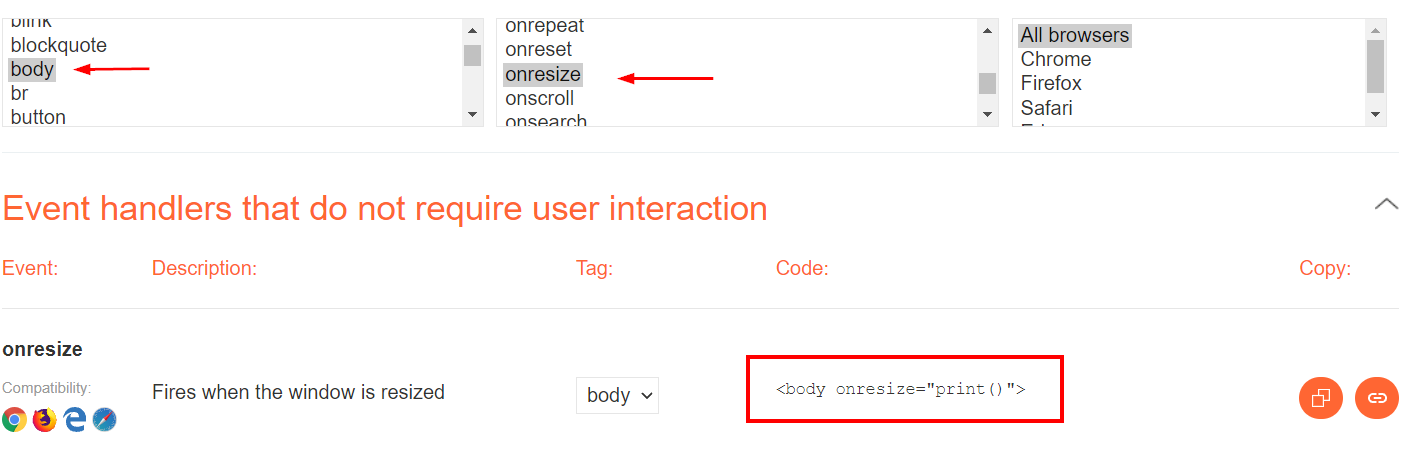 blink
blockquote
body
br
button
onrepeat
onreset
onresize
onscroll
onsearch
All browsers
Chrome
Firefox
Safari
Event handlers that do not require user interaction
Event: Description: Tag: Code: Copy:
onresize
Compatibility:
Fires when the window is resized
body
<body onresize="print()">